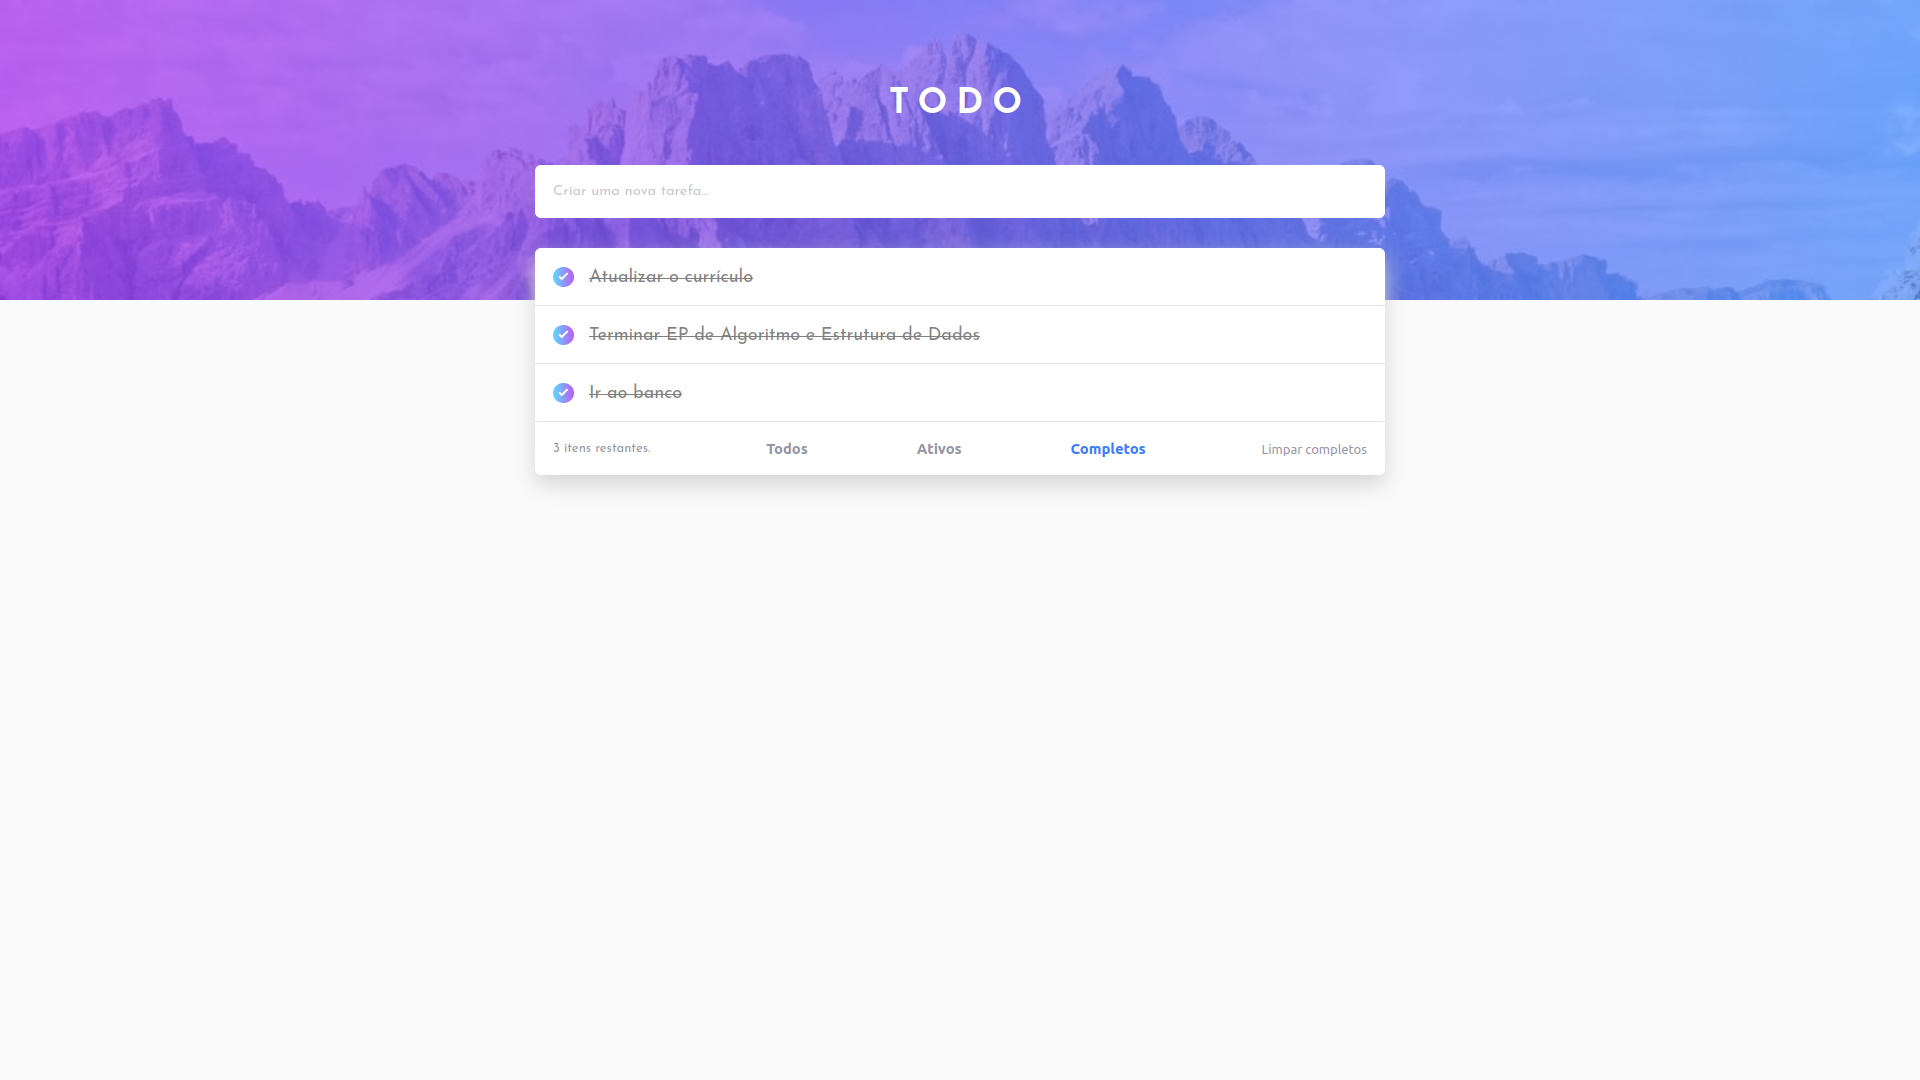 TODO
Criar uma nova tarefa...
Atualizar o currículo
Terminar EP de Algoritmo e Estrutura de Dados
Ir ao banco
3 itens restantes. Todos Ativos Completos Limpar completos